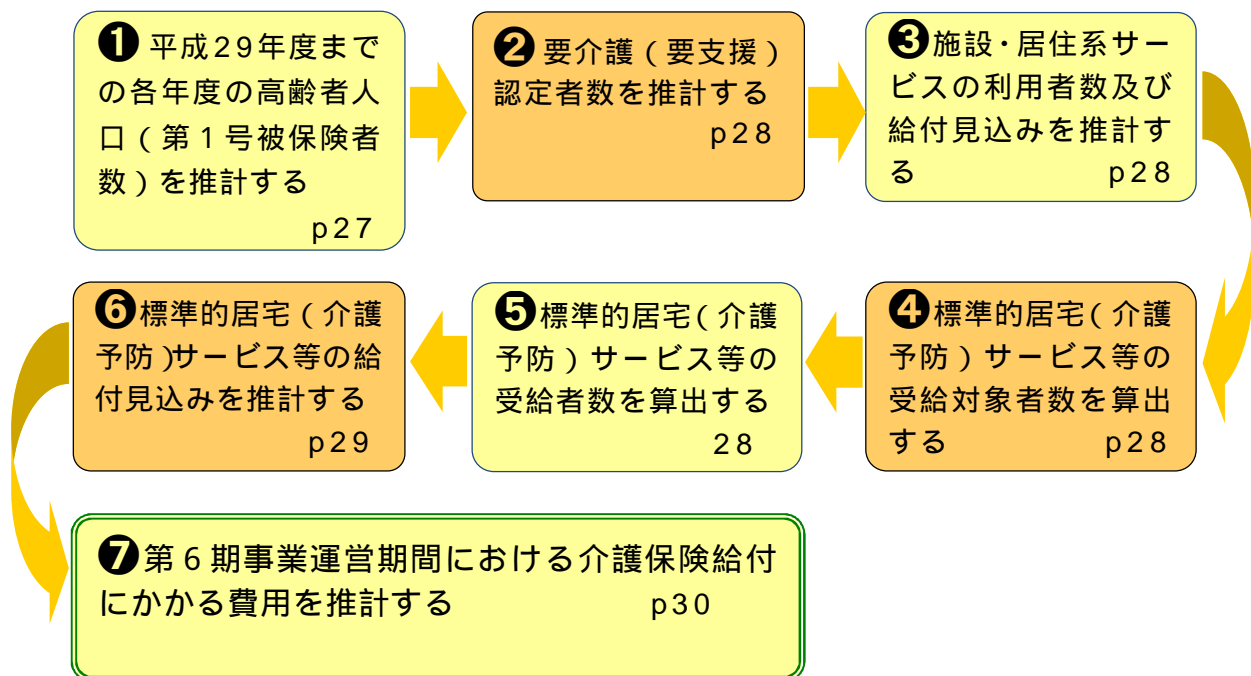 ❶平成29年度まで
の各年度の高齢者人
口(第1号被保険者
数)を推計する
p27
❷要介護(要支援)
認定者数を推計する
p28
❸施設・居住系サー
ビスの利用者数及び
給付見込みを推計す
る p28
❹標準的居宅(介護
予防)サービス等の
受給対象者数を算出
する p28
❺標準的居宅(介護
予防)サービス等の
受給者数を算出する
28
❻標準的居宅(介護
予防)サービス等の給
付見込みを推計する
p29
❼第6期事業運営期間における介護保険給付
にかかる費用を推計する p30